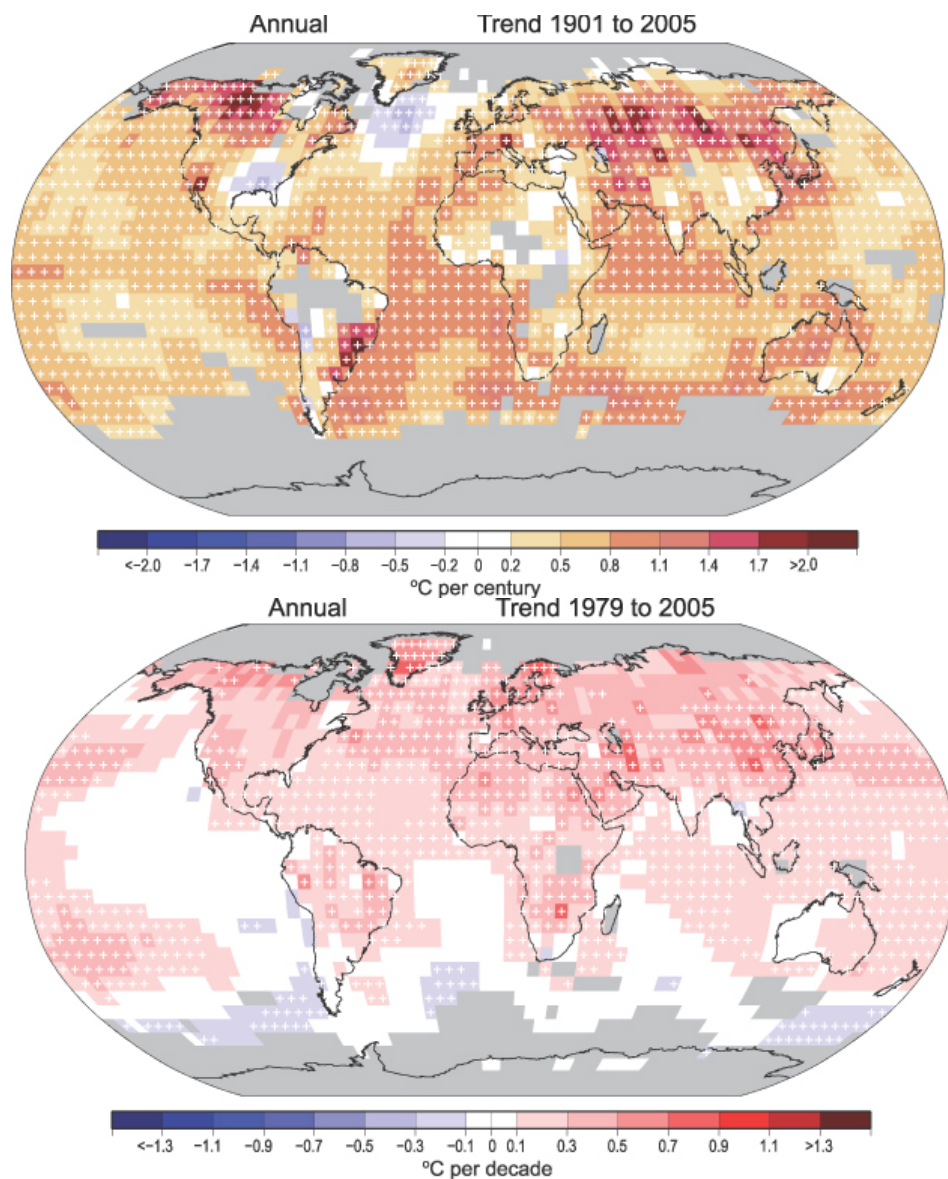 Annual Trend 1901 to 2005
<-2.0 -1.7 -1.4 -1.1 -0.8 -0.5 -0.2 0 0.2 0.5 0.8 1.1 1.4 1.7 >2.0
ºC per century
Annual Trend 1979 to 2005
<-1.3 -1.1 -0.9 -0.7 -0.5 -0.3 -0.1 0 0.1 0.3 0.5 0.7 0.9 1.1 >1.3
ºC per decade